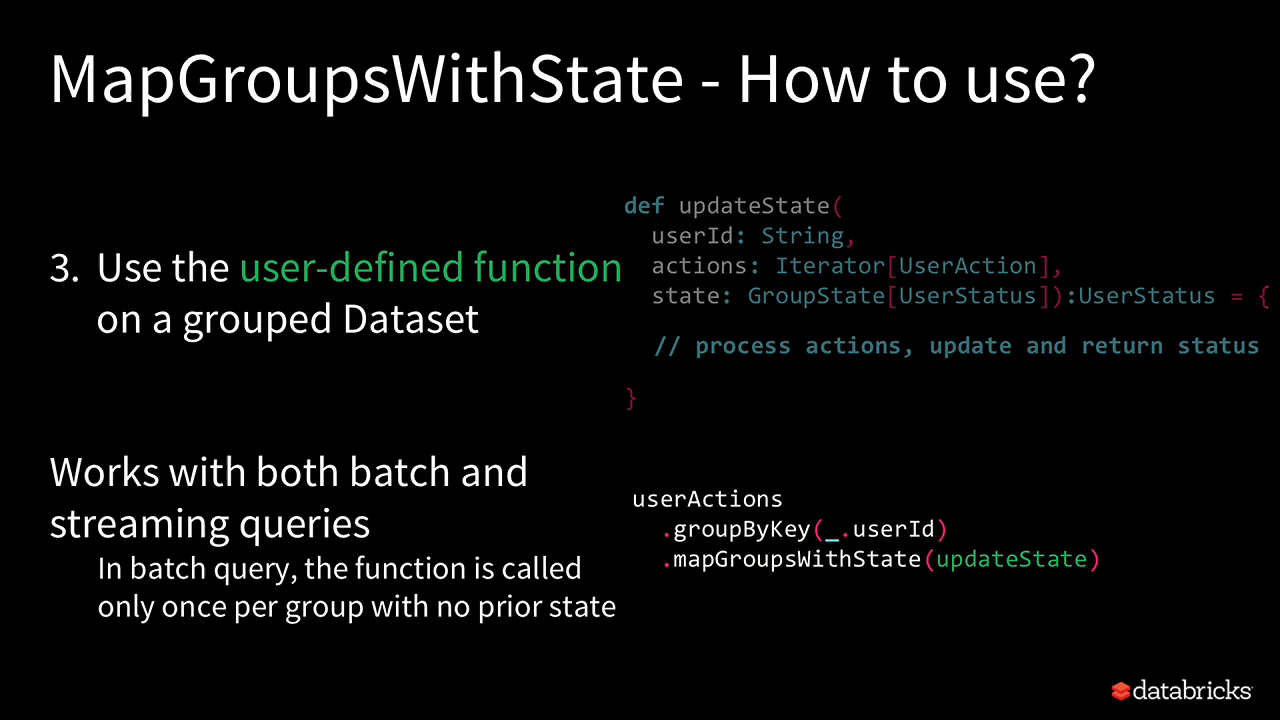 MapGroupsWithState - How to use?
3. Use the user-defined function
on a grouped Dataset
Works with both batch and
streaming queries
In batch query, the function is called
only once per group with no prior state
def updateState(
userId: String,
actions: Iterator[UserAction],
state: GroupState[UserStatus]):UserStatus = {
// process actions, update and return status
}
userActions
.groupByKey(_.userId)
.mapGroupsWithState(updateState)
databricks